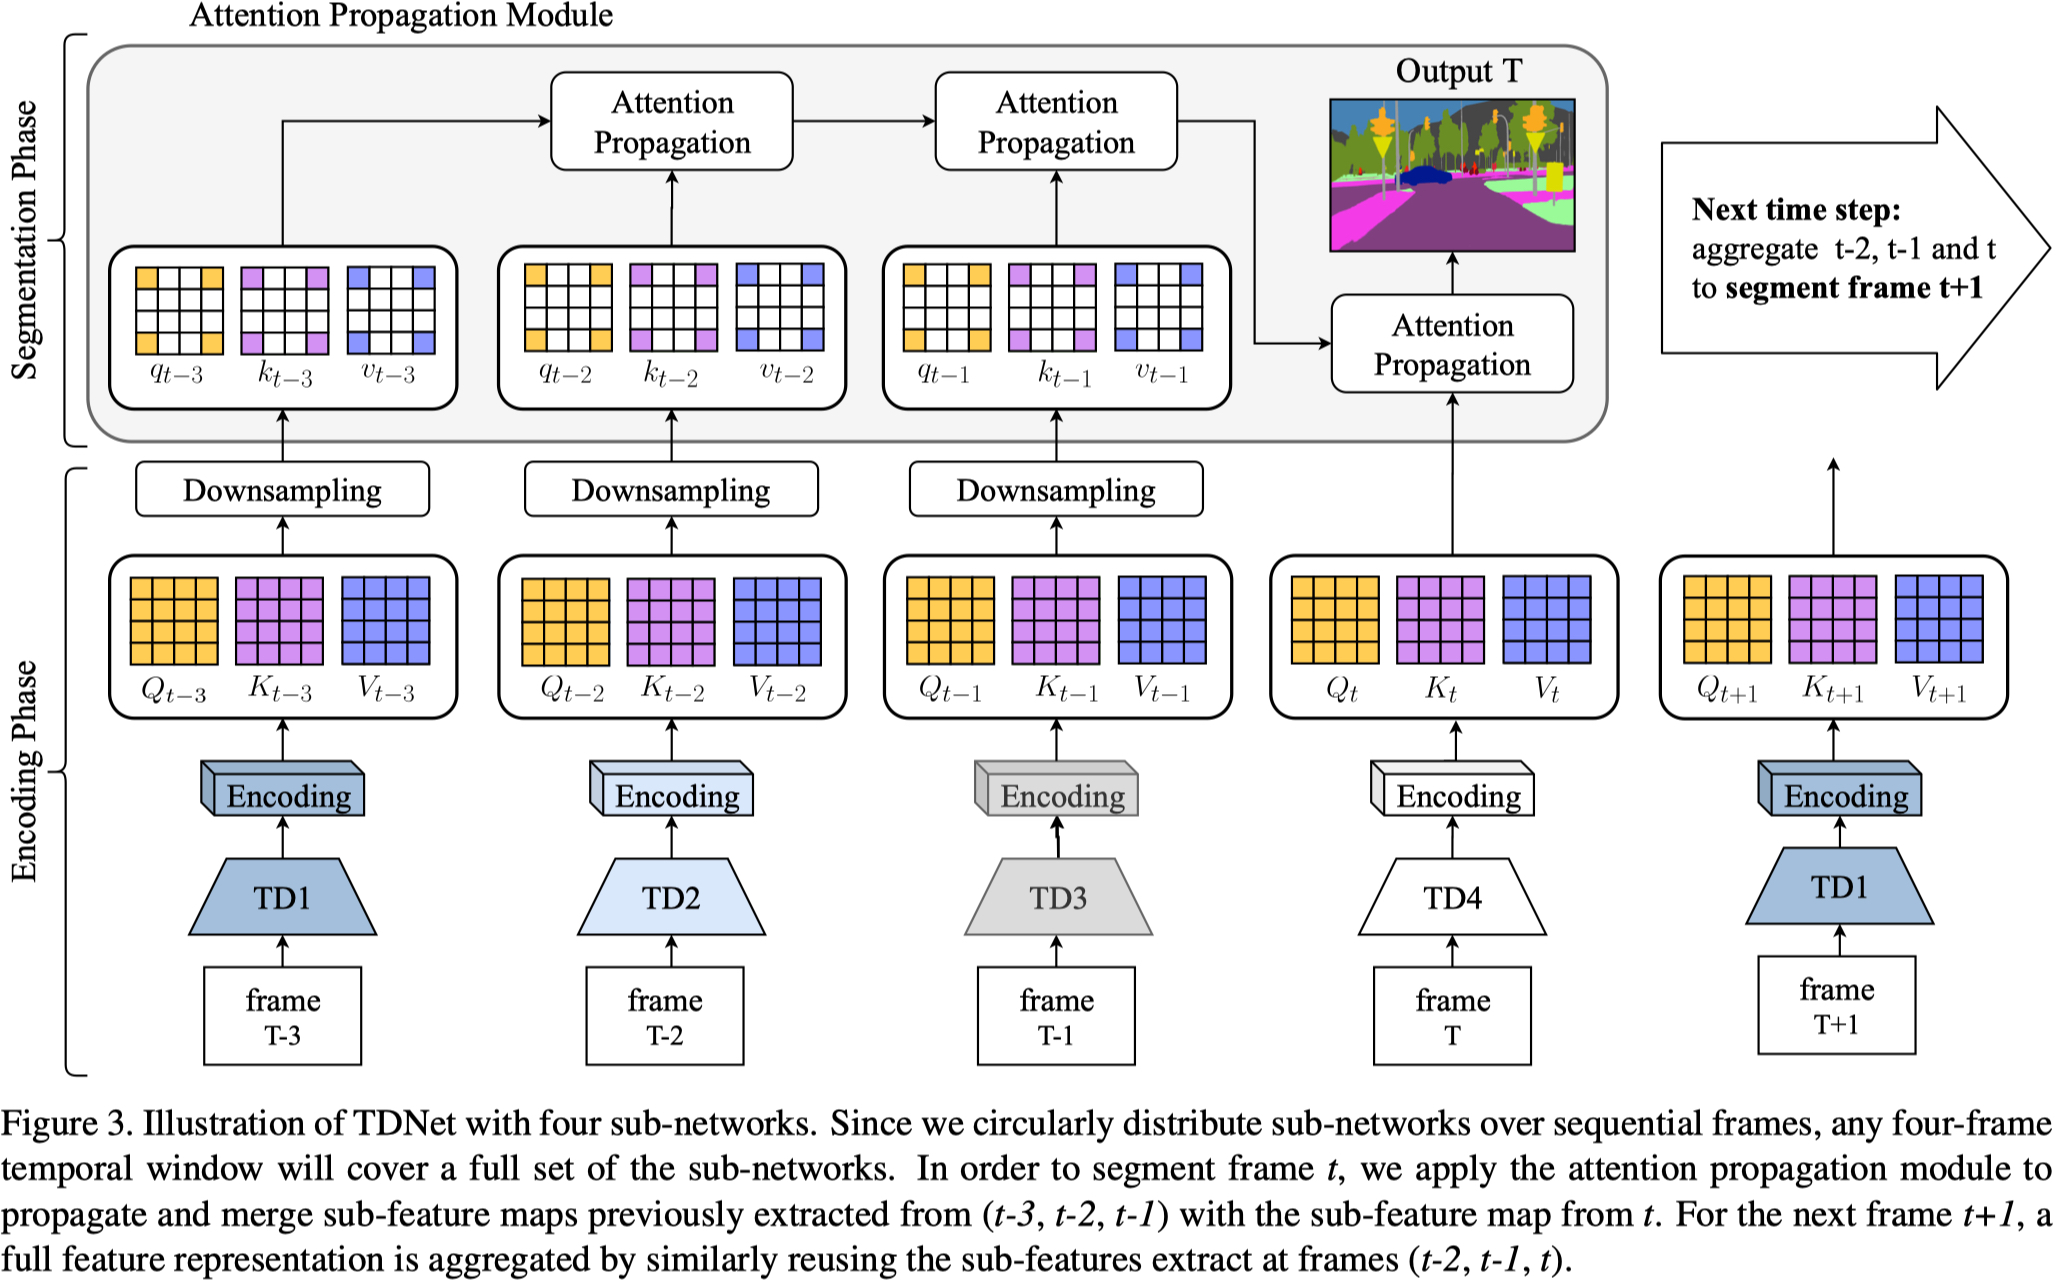 Attention Propagation Module
Segmentation Phase
Attention
Propagation
Attention
Propagation
Output T
Attention
Propagation
Next time step:
aggregate t-2, t-1 and t
to segment frame t+1
q_{t-3} k_{t-3} v_{t-3}
q_{t-2} k_{t-2} v_{t-2}
q_{t-1} k_{t-1} v_{t-1}
Encoding Phase
Downsampling
Downsampling
Downsampling
Q_{t-3} K_{t-3} V_{t-3}
Q_{t-2} K_{t-2} V_{t-2}
Q_{t-1} K_{t-1} V_{t-1}
Q_t K_t V_t
Q_{t+1} K_{t+1} V_{t+1}
Encoding
Encoding
Encoding
Encoding
Encoding
TD1
TD2
TD3
TD4
TD1
frame
T-3
frame
T-2
frame
T-1
frame
T
frame
T+1
Figure 3. Illustration of TDNet with four sub-networks. Since we circularly distribute sub-networks over sequential frames, any four-frame
temporal window will cover a full set of the sub-networks. In order to segment frame t, we apply the attention propagation module to
propagate and merge sub-feature maps previously extracted from (t-3, t-2, t-1) with the sub-feature map from t. For the next frame t+1, a
full feature representation is aggregated by similarly reusing the sub-features extract at frames (t-2, t-1, t).